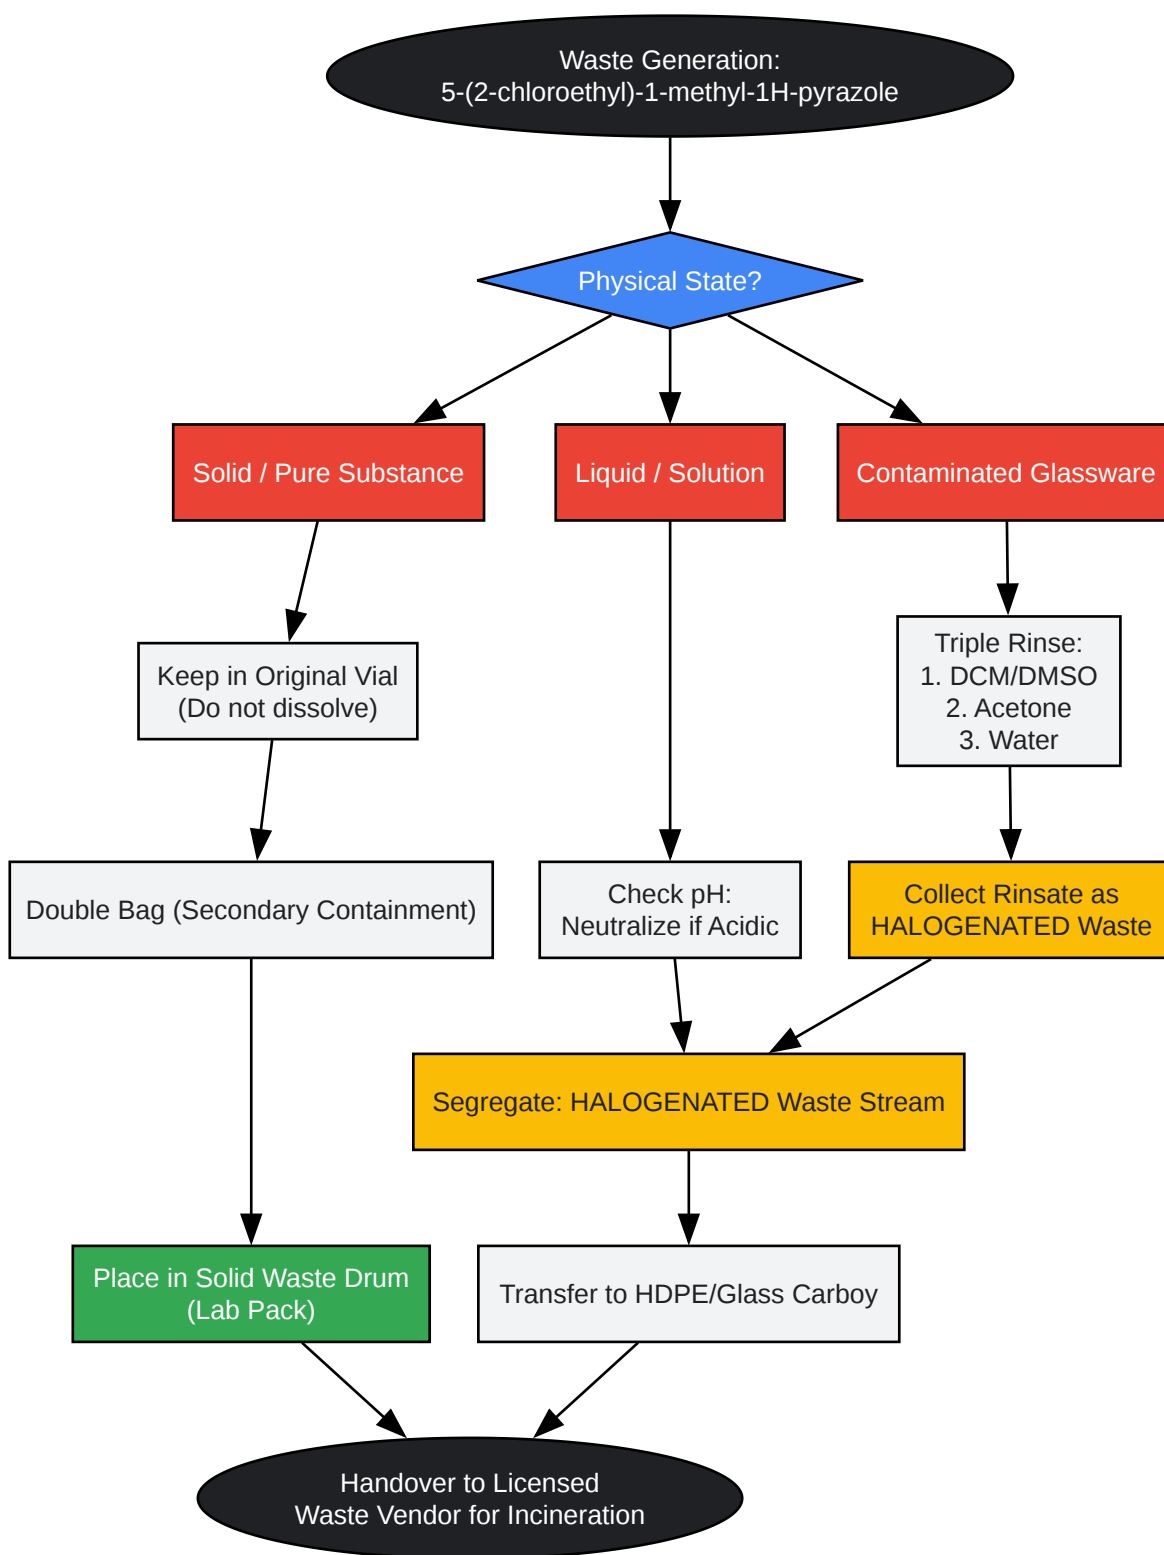 Waste Generation:
5-(2-chloroethyl)-1-methyl-1H-pyrazole
Physical State?
Solid / Pure Substance
Liquid / Solution
Contaminated Glassware
Keep in Original Vial
(Do not dissolve)
Triple Rinse:
1. DCM/DMSO
2. Acetone
3. Water
Double Bag (Secondary Containment)
Check pH:
Neutralize if Acidic
Collect Rinsate as
HALOGENATED Waste
Segregate: HALOGENATED Waste Stream
Place in Solid Waste Drum
(Lab Pack)
Transfer to HDPE/Glass Carboy
Handover to Licensed
Waste Vendor for Incineration